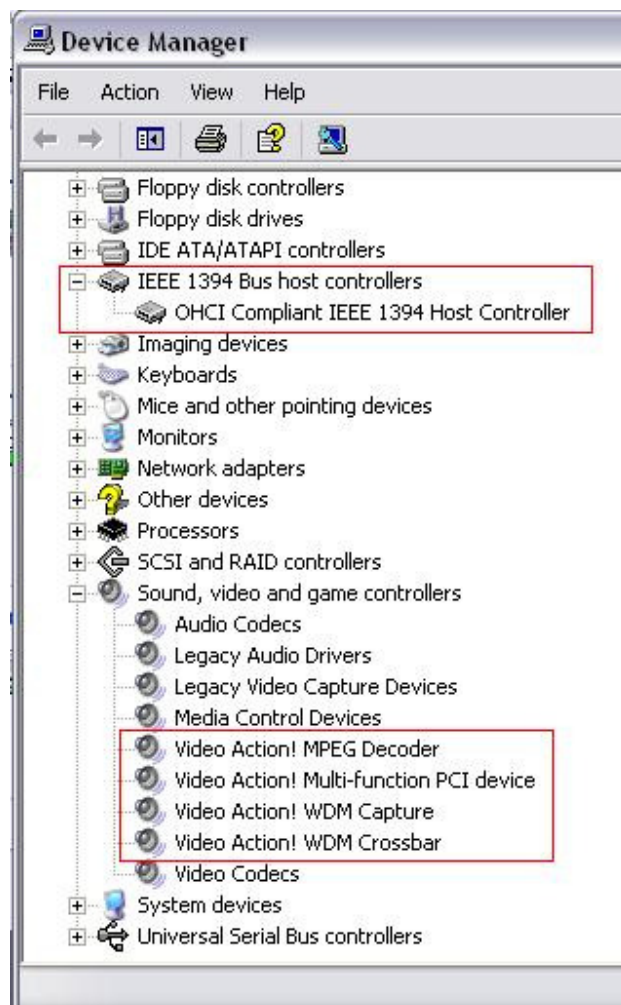 Device Manager
File Action View Help
Floppy disk controllers
Floppy disk drives
IDE ATA/ATAPI controllers
IEEE 1394 Bus host controllers
OHCI Compliant IEEE 1394 Host Controller
Imaging devices
Keyboards
Mice and other pointing devices
Monitors
Network adapters
Other devices
Processors
SCSI and RAID controllers
Sound, video and game controllers
Audio Codecs
Legacy Audio Drivers
Legacy Video Capture Devices
Media Control Devices
Video Action! MPEG Decoder
Video Action! Multi-function PCI device
Video Action! WDM Capture
Video Action! WDM Crossbar
Video Codecs
System devices
Universal Serial Bus controllers